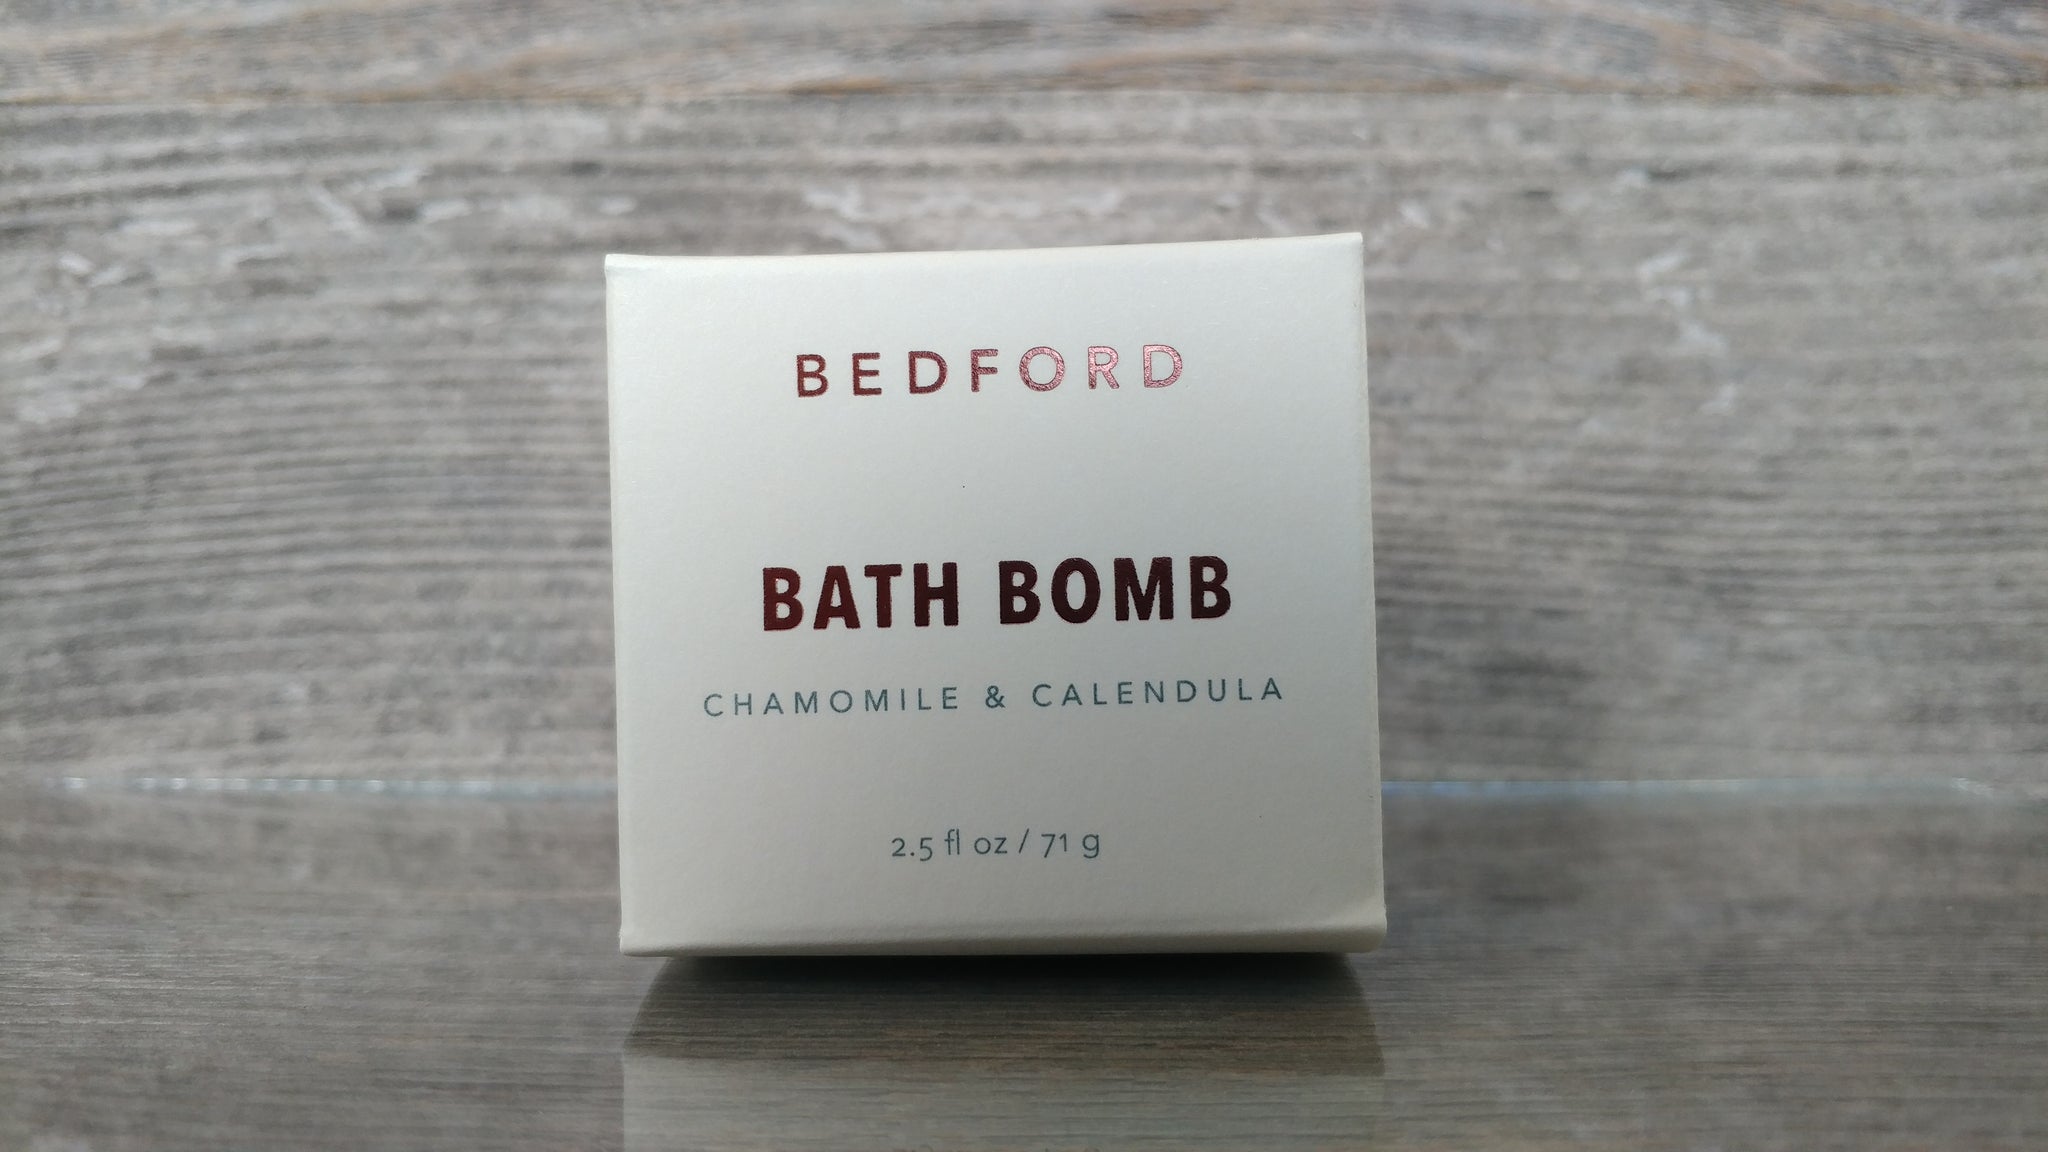 BEDFORD
BATH BOMB
CHAMOMILE & CALENDULA
2.5 fl oz / 71 g